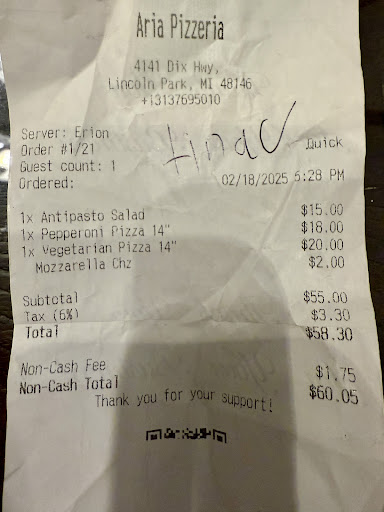 Aria Pizzeria
4141 Dix Hwy,
Lincoln Park, MI 48146
+13137695010
Server: Erion
Order #1/21 Quick
Guest count: 1
Ordered: 02/18/2025 5:28 PM
1x Antipasto Salad $15.00
1x Pepperoni Pizza 14" $18.00
1x Vegetarian Pizza 14" $20.00
Mozzarella Chz $2.00
Subtotal $55.00
Tax (6%) $3.30
Total $58.30
Non-Cash Fee $1.75
Non-Cash Total $60.05
Thank you for your support!